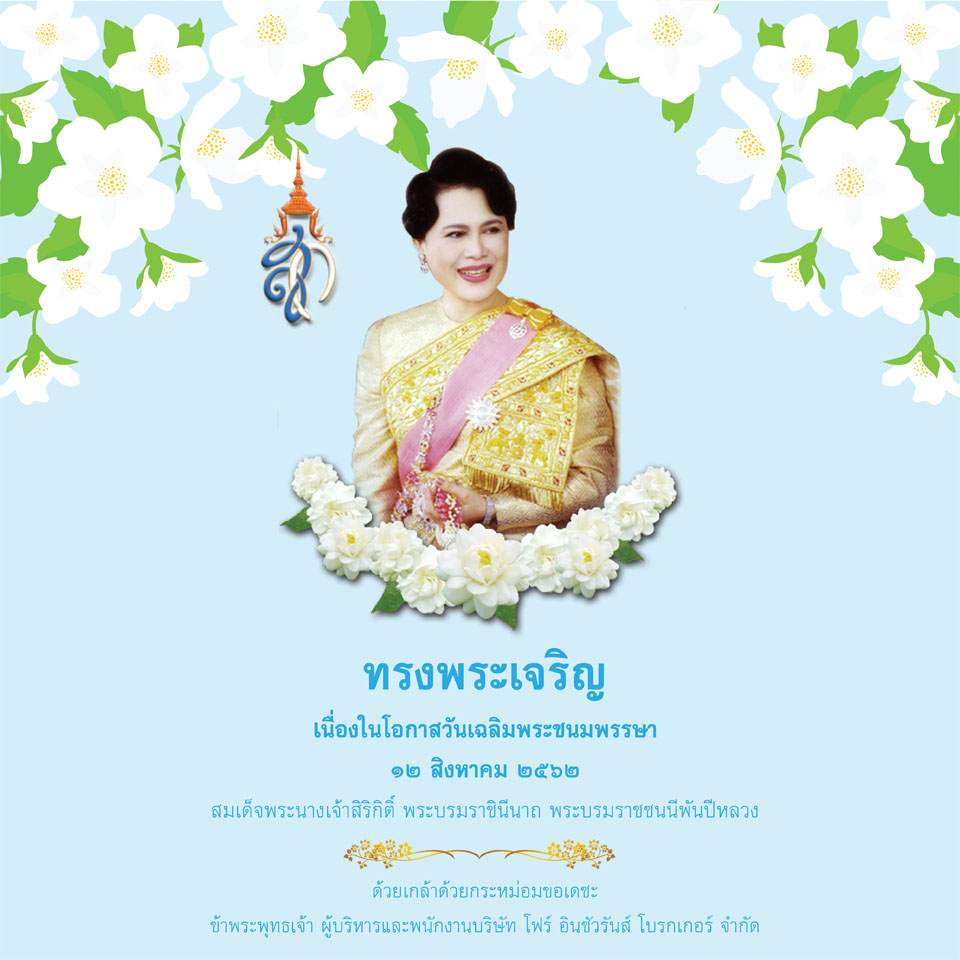 ทรงพระเจริญ
เนื่องในโอกาสวันเฉลิมพระชนมพรรษา
๑๒ สิงหาคม ๒๕๖๒
สมเด็จพระนางเจ้าสิริกิติ์ พระบรมราชินีนาถ พระบรมราชชนนีพันปีหลวง
ด้วยเกล้าด้วยกระหม่อมขอเดชะ
ข้าพระพุทธเจ้า ผู้บริหารและพนักงานบริษัท โฟร์ อินชัวรันส์ โบรกเกอร์ จำกัด